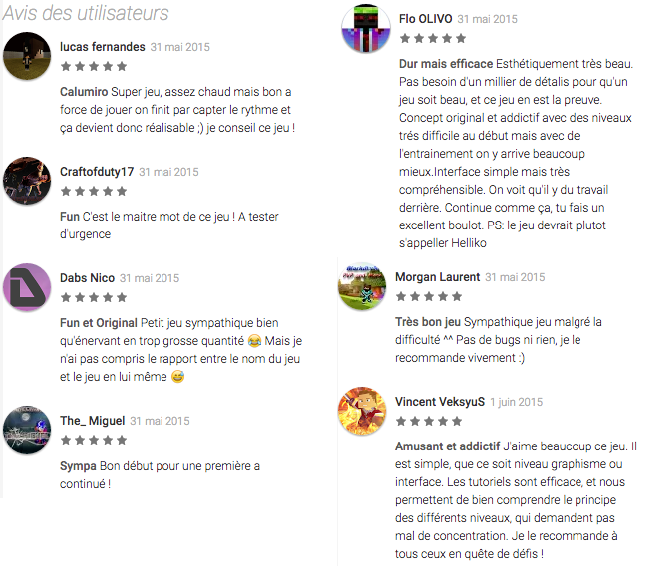 Avis des utilisateurs
lucas fernandes 31 mai 2015
Calumiro Super jeu, assez chaud mais bon a
force de jouer on finit par capter le rythme et
ça devient donc réalisable ;) je conseil ce jeu !
Craftofduty17 31 mai 2015
Fun C'est le maitre mot de ce jeu ! A tester
d'urgence
Dabs Nico 31 mai 2015
Fun et Original Petit jeu sympathique bien
qu'énervant en trop grosse quantité 😂 Mais je
n'ai pas compris le rapport entre le nom du jeu
et le jeu en lui même 😅
The_ Miguel 31 mai 2015
Sympa Bon début pour une première a
continué !
Flo OLIVO 31 mai 2015
Dur mais efficace Esthétiquement très beau.
Pas besoin d'un millier de détalis pour qu'un
jeu soit beau, et ce jeu en est la preuve.
Concept original et addictif avec des niveaux
trés difficile au début mais avec de
l'entrainement on y arrive beaucoup
mieux.Interface simple mais très
compréhensible. On voit qu'il y du travail
derrière. Continue comme ça, tu fais un
excellent boulot. PS: le jeu devrait plutot
s'appeller Helliko
Morgan Laurent 31 mai 2015
Très bon jeu Sympathique jeu malgré la
difficulté ^^ Pas de bugs ni rien, je le
recommande vivement :)
Vincent VeksyuS 1 juin 2015
Amusant et addictif J'aime beauccup ce jeu. Il
est simple, que ce soit niveau graphisme ou
interface. Les tutoriels sont efficace, et nous
permettent de bien comprendre le principe
des différents niveaux, qui demandent pas
mal de concentration. Je le recommande à
tous ceux en quête de défis !